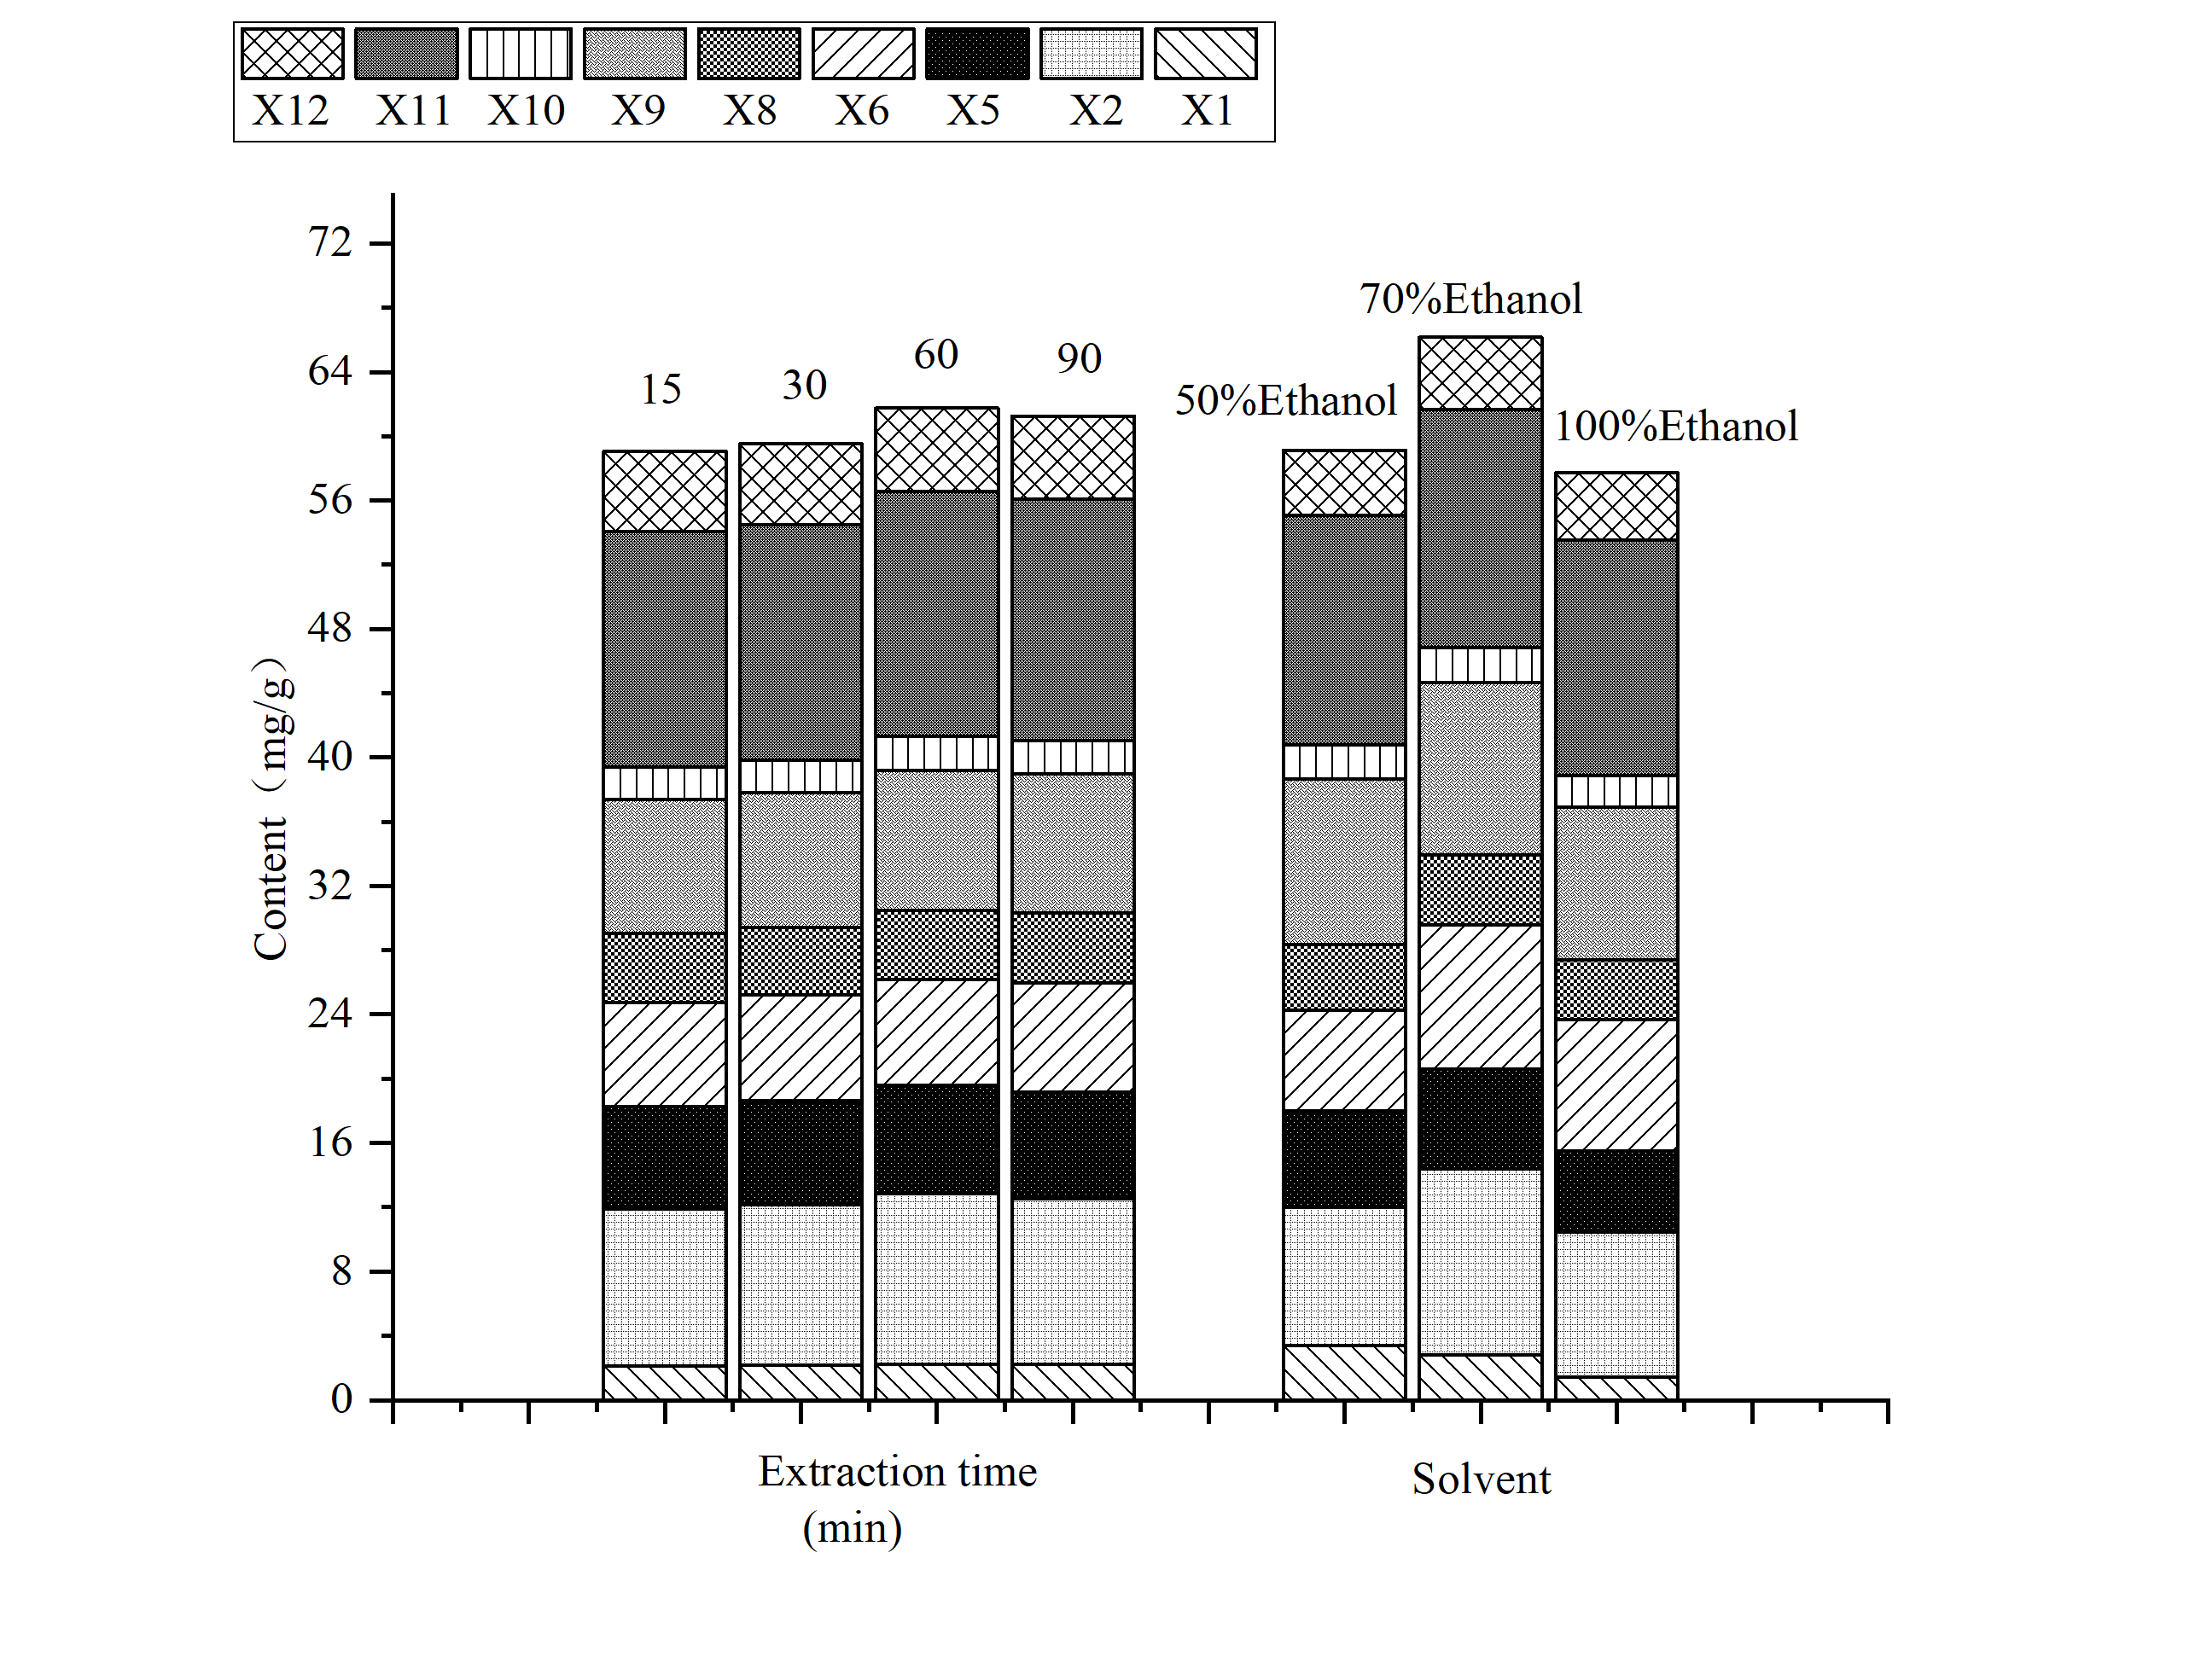 X12 X11 X10 X9 X8 X6 X5 X2 X1
72
64
56
48
40
32
24
16
8
0
Content（mg/g）
15
30
60
90
50%Ethanol
70%Ethanol
100%Ethanol
Extraction time
(min)
Solvent